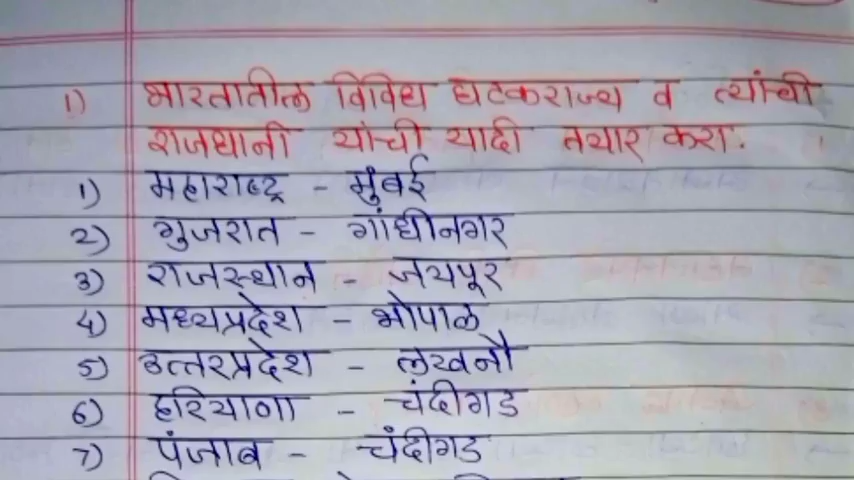 1) भारतातील विविध घटकराज्य व त्यांची
राजधानी यांची यादी तयार करा.
1) महाराष्ट्र - मुंबई
2) गुजरात - गांधीनगर
3) राजस्थान - जयपूर
4) मध्यप्रदेश - भोपाळ
5) उत्तरप्रदेश - लखनौ
6) हरियाणा - चंदीगड
7) पंजाब - चंदीगड